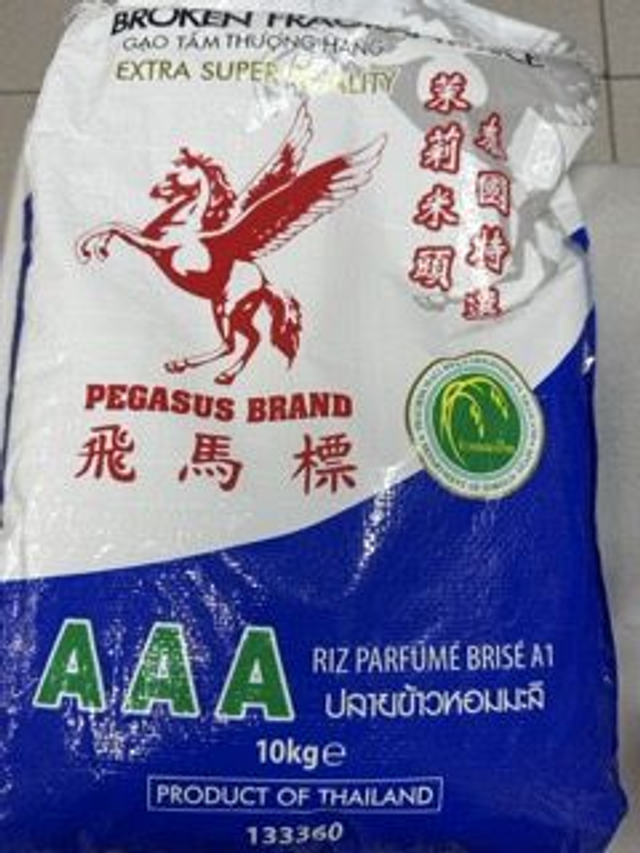 BROKEN
GẠO TẤM THƯỢNG HẠNG
EXTRA SUPER QUALITY
茉莉米頭
泰國特選
PEGASUS BRAND
飛馬標
AAA
RIZ PARFUMÉ BRISÉ A1
ปลายข้าวหอมมะลิ
10kg℮
PRODUCT OF THAILAND
133360